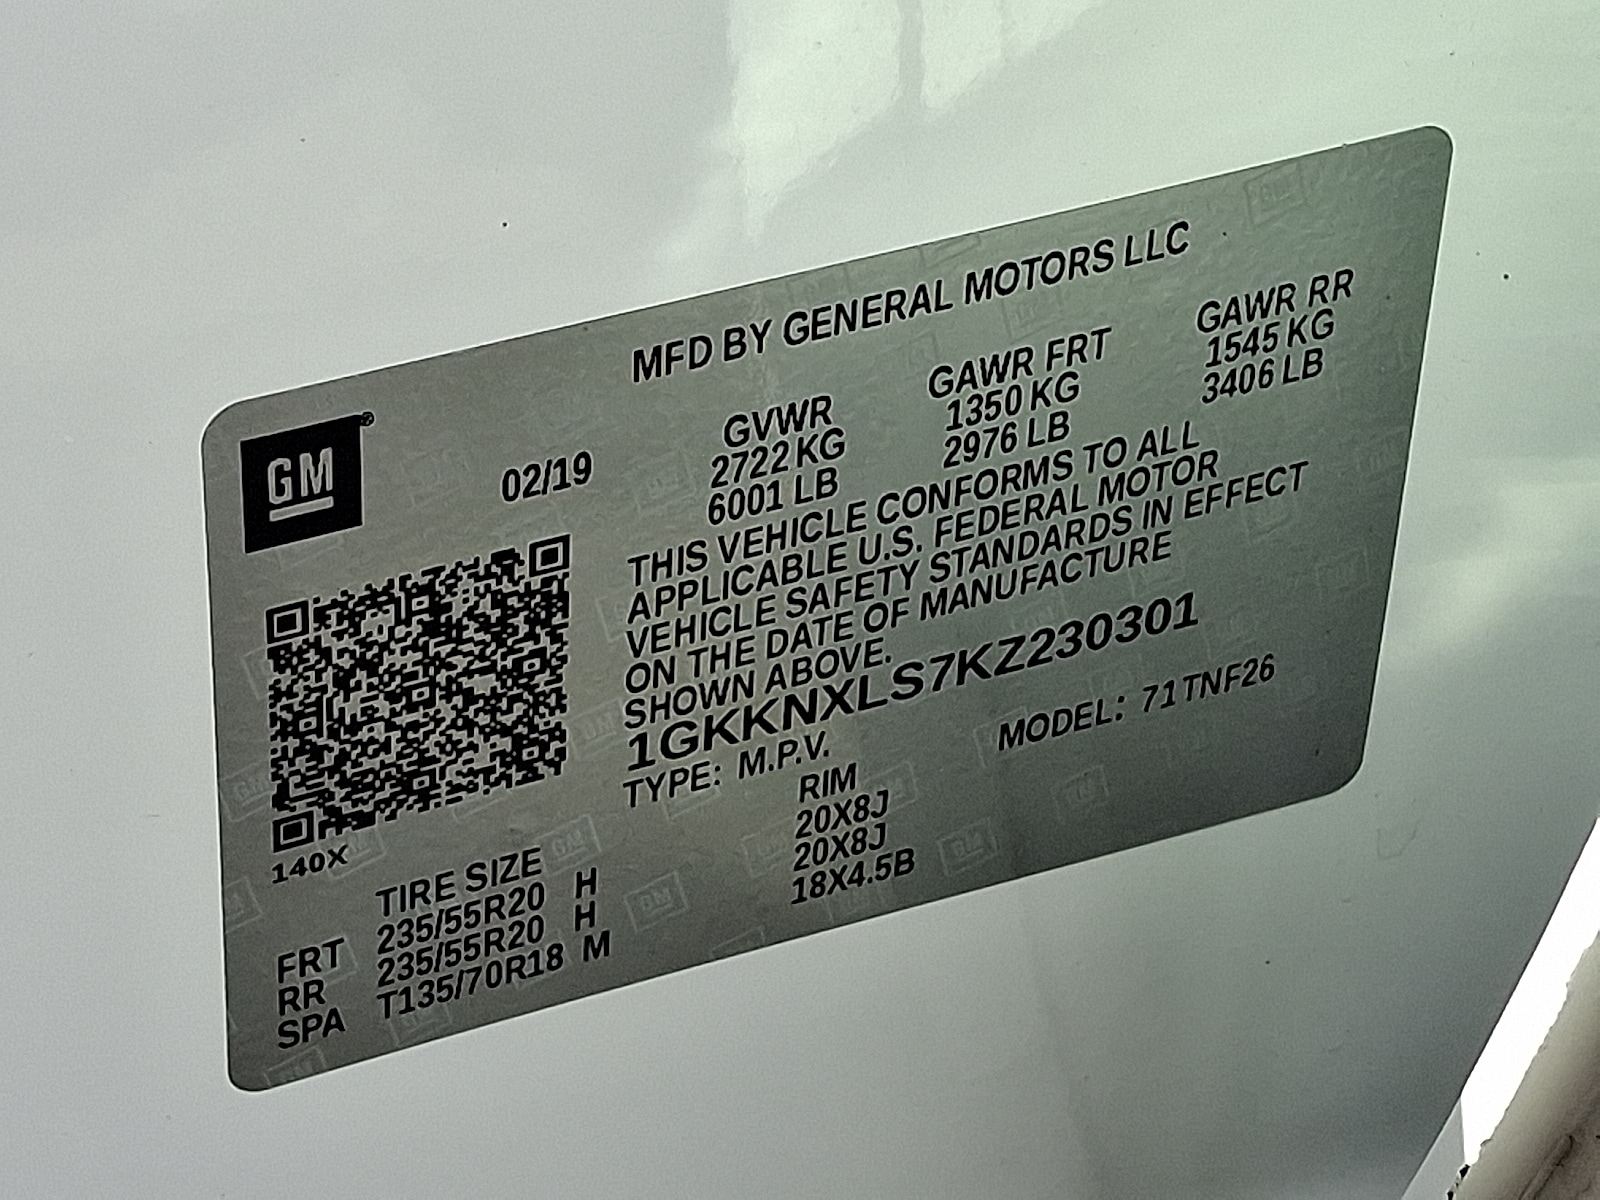 MFD BY GENERAL MOTORS LLC
GM®
02/19
GVWR GAWR FRT GAWR RR
2722 KG 1350 KG 1545 KG
6001 LB 2976 LB 3406 LB
THIS VEHICLE CONFORMS TO ALL
APPLICABLE U.S. FEDERAL MOTOR
VEHICLE SAFETY STANDARDS IN EFFECT
ON THE DATE OF MANUFACTURE
SHOWN ABOVE.
1GKKNXLS7KZ230301
TYPE: M.P.V. MODEL: 71TNF26
140X
TIRE SIZE RIM
FRT 235/55R20 H 20X8J
RR 235/55R20 H 20X8J
SPA T135/70R18 M 18X4.5B